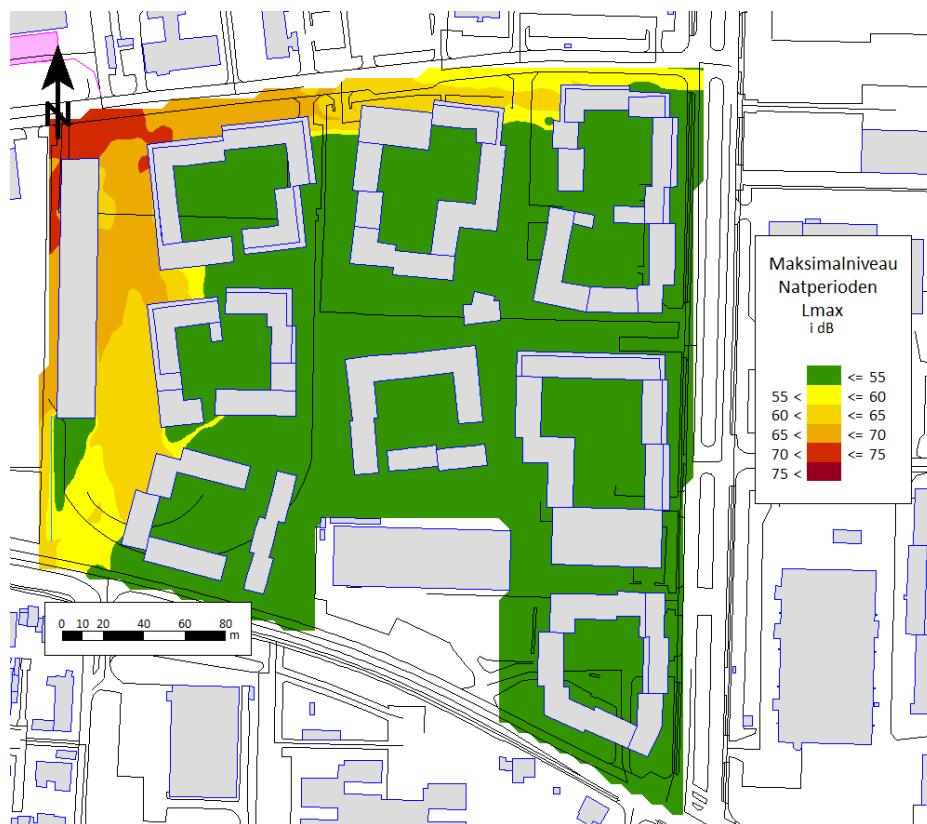 N
Maksimalniveau
Natperioden
Lmax
i dB
<= 55
55 < <= 60
60 < <= 65
65 < <= 70
70 < <= 75
75 <
0 10 20 40 60 80
m